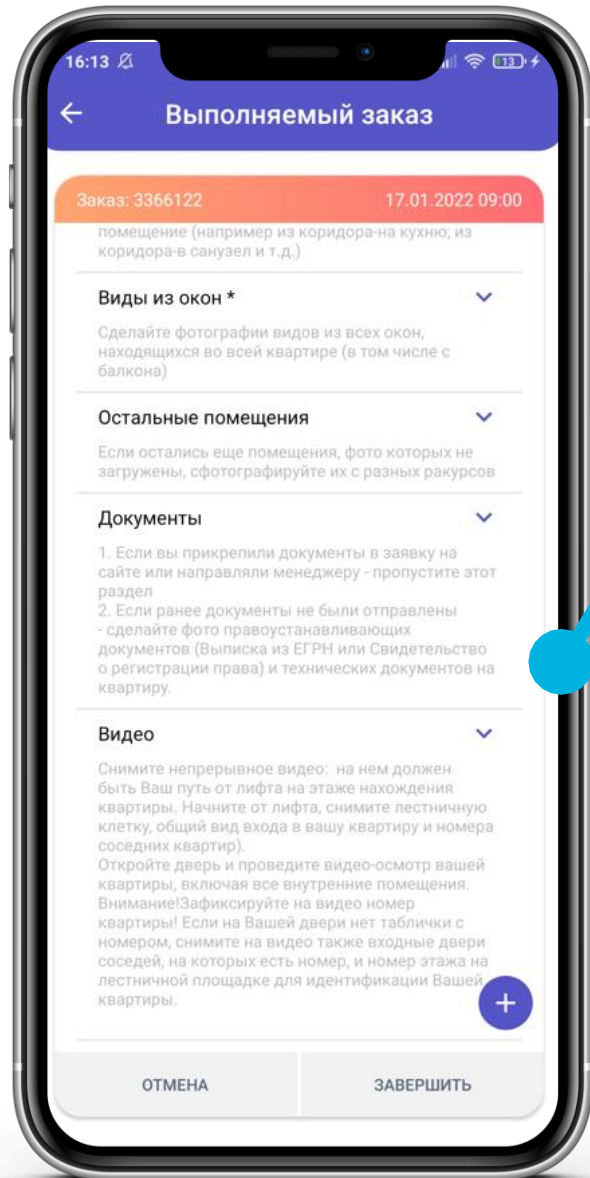 16:13
13
Выполняемый заказ
Заказ: 3366122
17.01.2022 09:00
помещение (например из коридора-на кухню; из
коридора-в санузел и т.д.)
Виды из окон *
Сделайте фотографии видов из всех окон,
находящихся во всей квартире (в том числе с
балкона)
Остальные помещения
Если остались еще помещения, фото которых не
загружены, сфотографируйте их с разных ракурсов
Документы
1. Если вы прикрепили документы в заявку на
сайте или направляли менеджеру - пропустите этот
раздел
2. Если ранее документы не были отправлены
- сделайте фото правоустанавливающих
документов (Выписка из ЕГРН или Свидетельство
о регистрации права) и технических документов на
квартиру.
Видео
Снимите непрерывное видео: на нем должен
быть Ваш путь от лифта на этаже нахождения
квартиры. Начните от лифта, снимите лестничную
клетку, общий вид входа в вашу квартиру и номера
соседних квартир).
Откройте дверь и проведите видео-осмотр вашей
квартиры, включая все внутренние помещения.
Внимание!Зафиксируйте на видео номер
квартиры! Если на Вашей двери нет таблички с
номером, снимите на видео также входные двери
соседей, на которых есть номер, и номер этажа на
лестничной площадке для идентификации Вашей
квартиры.
+
ОТМЕНА
ЗАВЕРШИТЬ